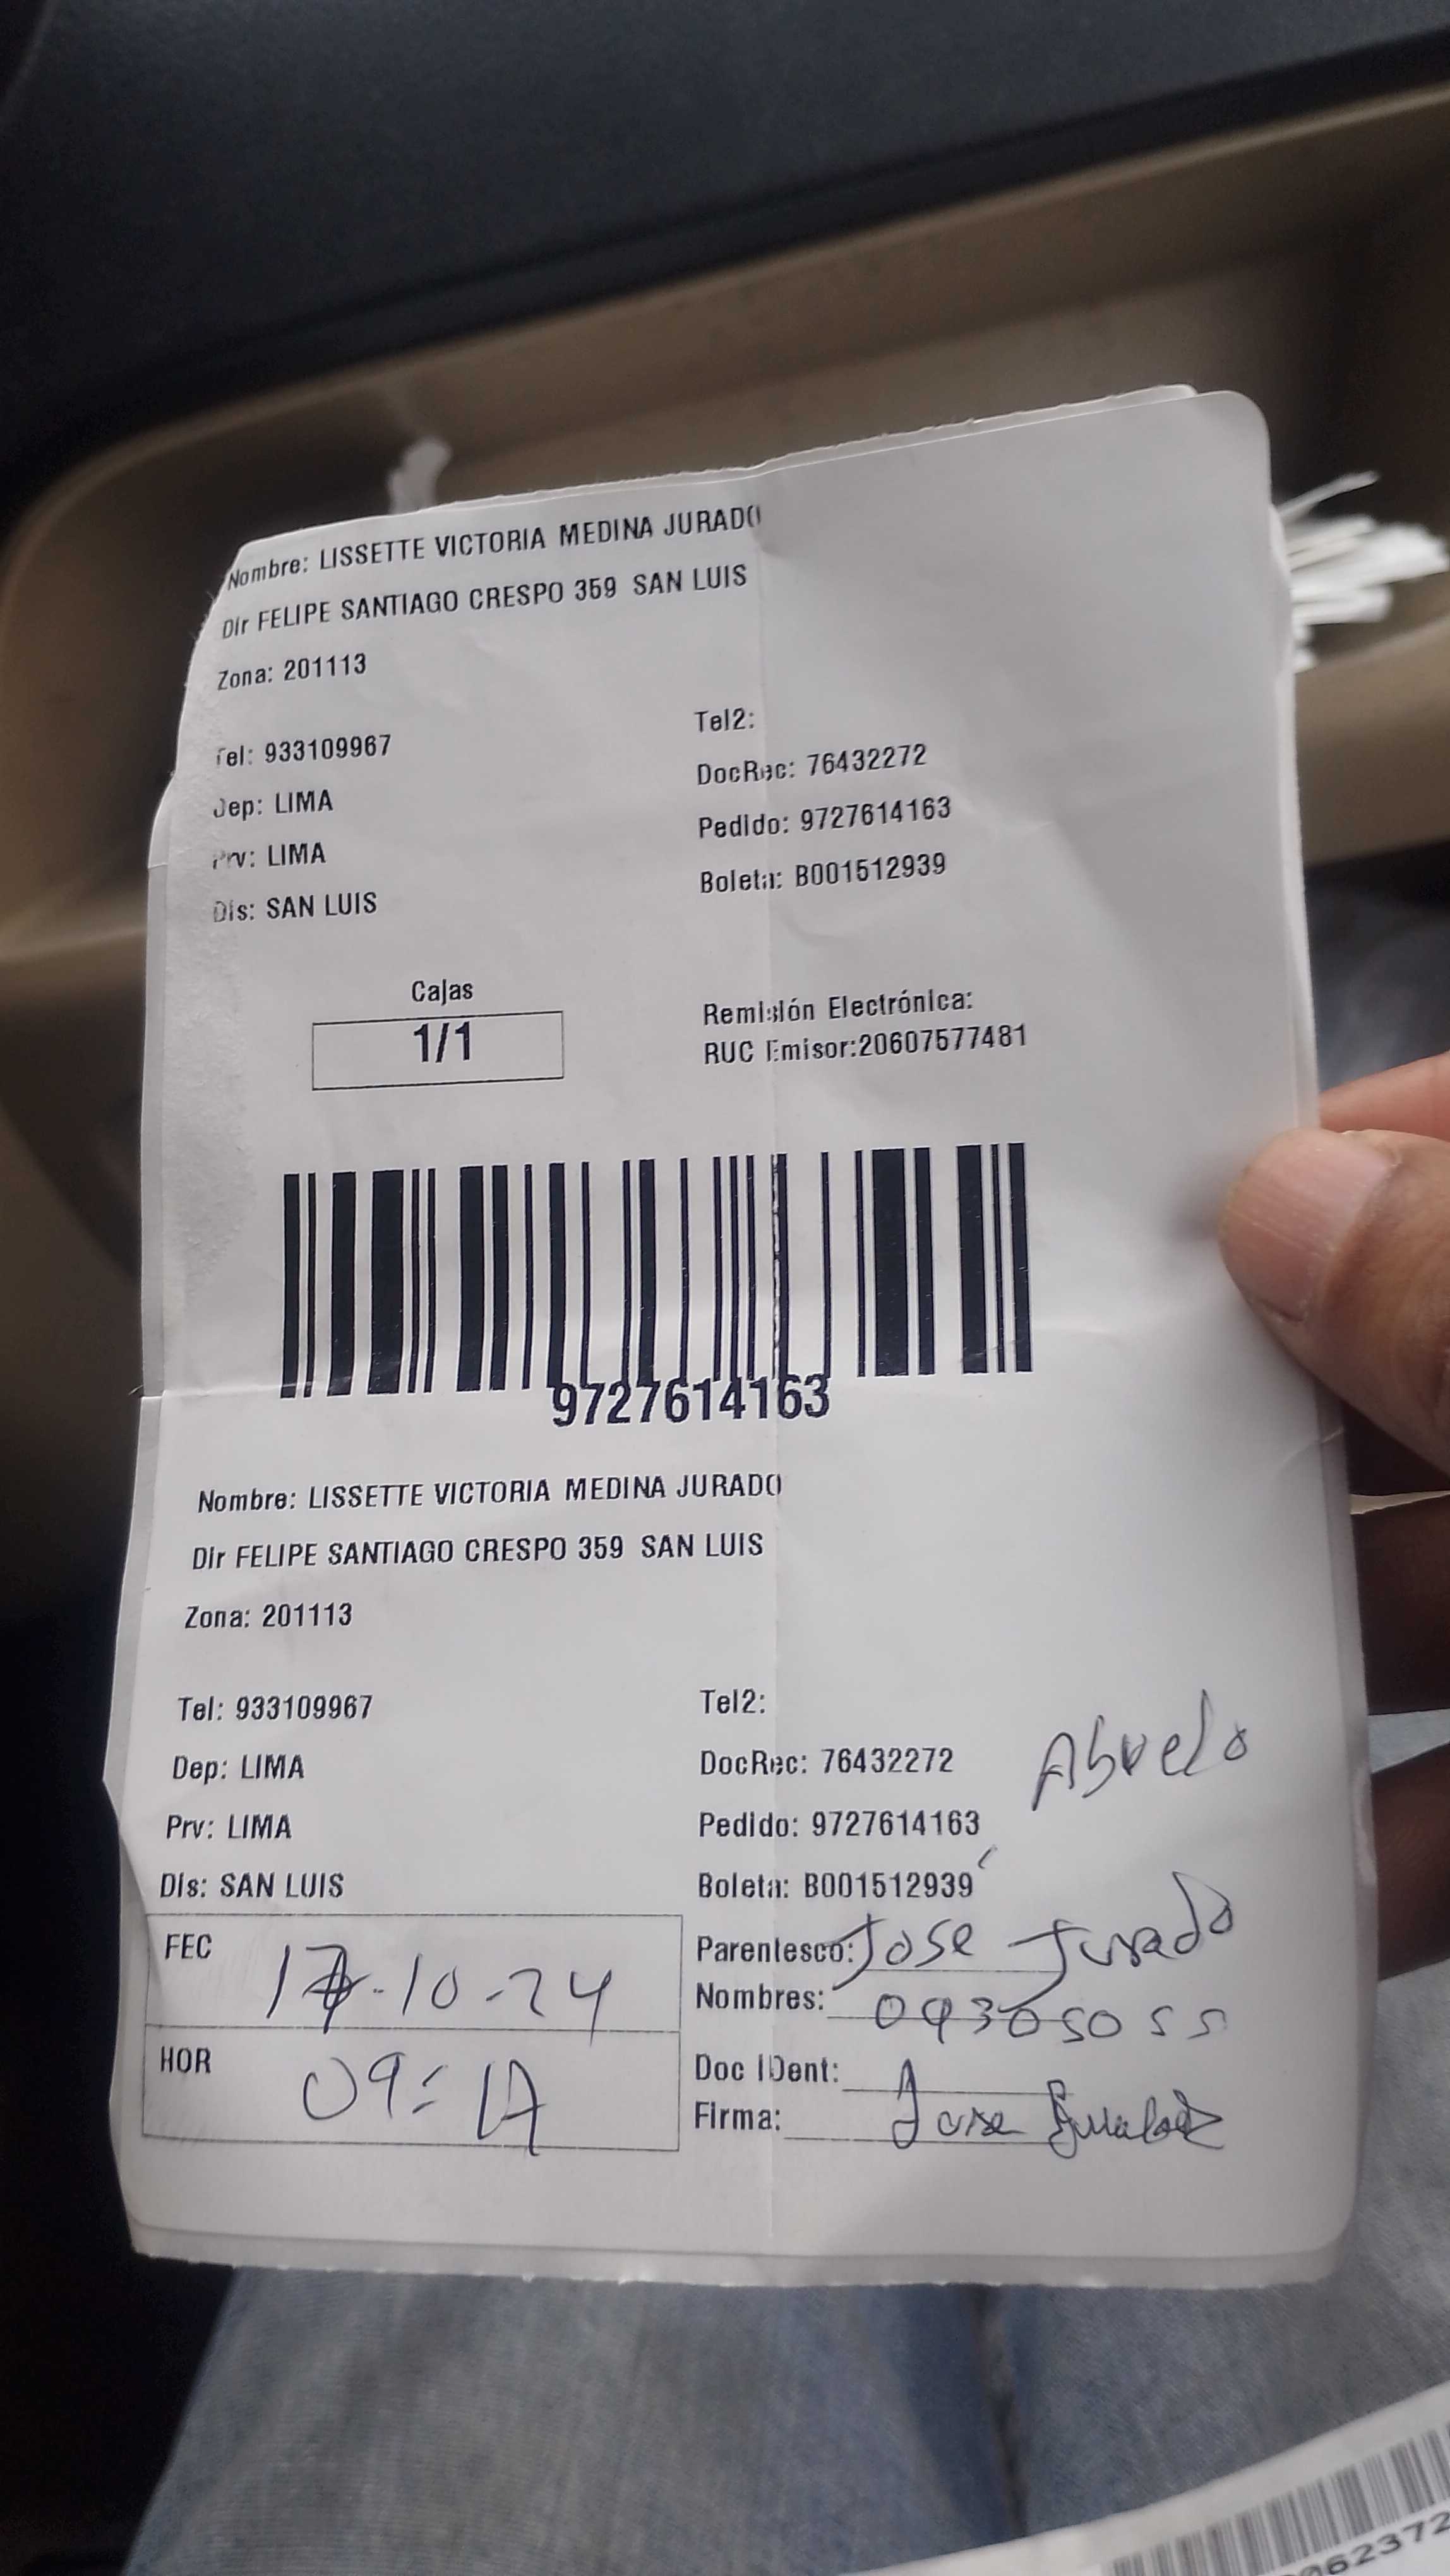 Nombre: LISSETTE VICTORIA MEDINA JURADO
Dir FELIPE SANTIAGO CRESPO 359 SAN LUIS
Zona: 201113
Tel: 933109967
Tel2:
Dep: LIMA
DocRec: 76432272
Prv: LIMA
Pedido: 9727614163
Dis: SAN LUIS
Boleta: B001512939
Cajas
1/1
Remisión Electrónica:
RUC Emisor:20607577481
9727614163
Nombre: LISSETTE VICTORIA MEDINA JURADO
Dir FELIPE SANTIAGO CRESPO 359 SAN LUIS
Zona: 201113
Tel: 933109967
Tel2:
Dep: LIMA
DocRec: 76432272
Abuelo
Prv: LIMA
Pedido: 9727614163
Dis: SAN LUIS
Boleta: B001512939
FEC 17-10-24
Parentesco: Jose Jurado
Nombres: 09305055
HOR 09:17
Doc IDent:
Firma: Jose Jurado
062372